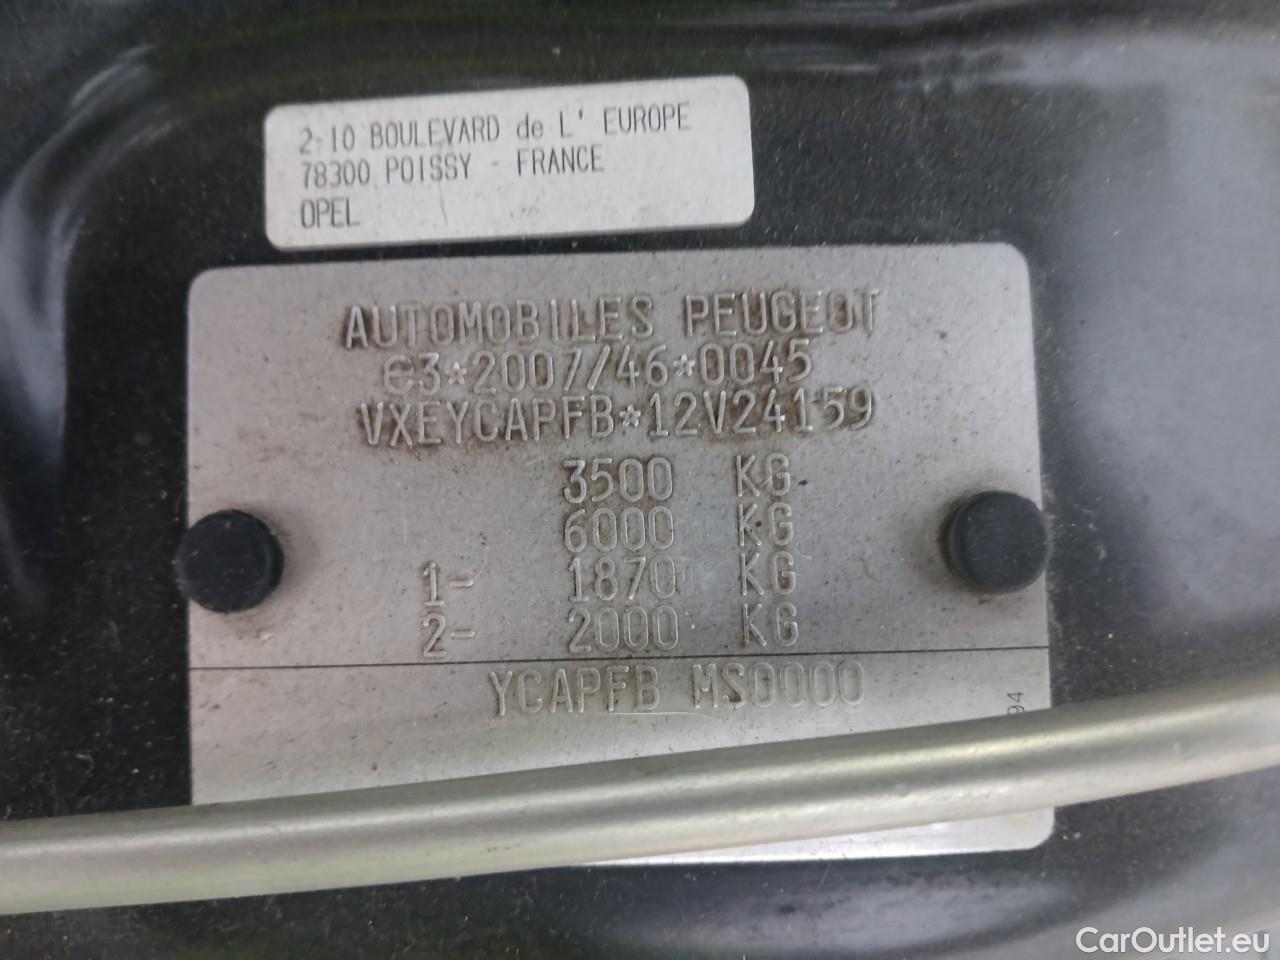 2-10 BOULEVARD de L' EUROPE
78300 POISSY - FRANCE
OPEL
AUTOMOBILES PEUGEOT
e3*2007//46*0045
VXEYCAPFB*12V24159
3500 KG
6000 KG
1- 1870 KG
2- 2000 KG
YCAPFB MS0000
94
CarOutlet.eu